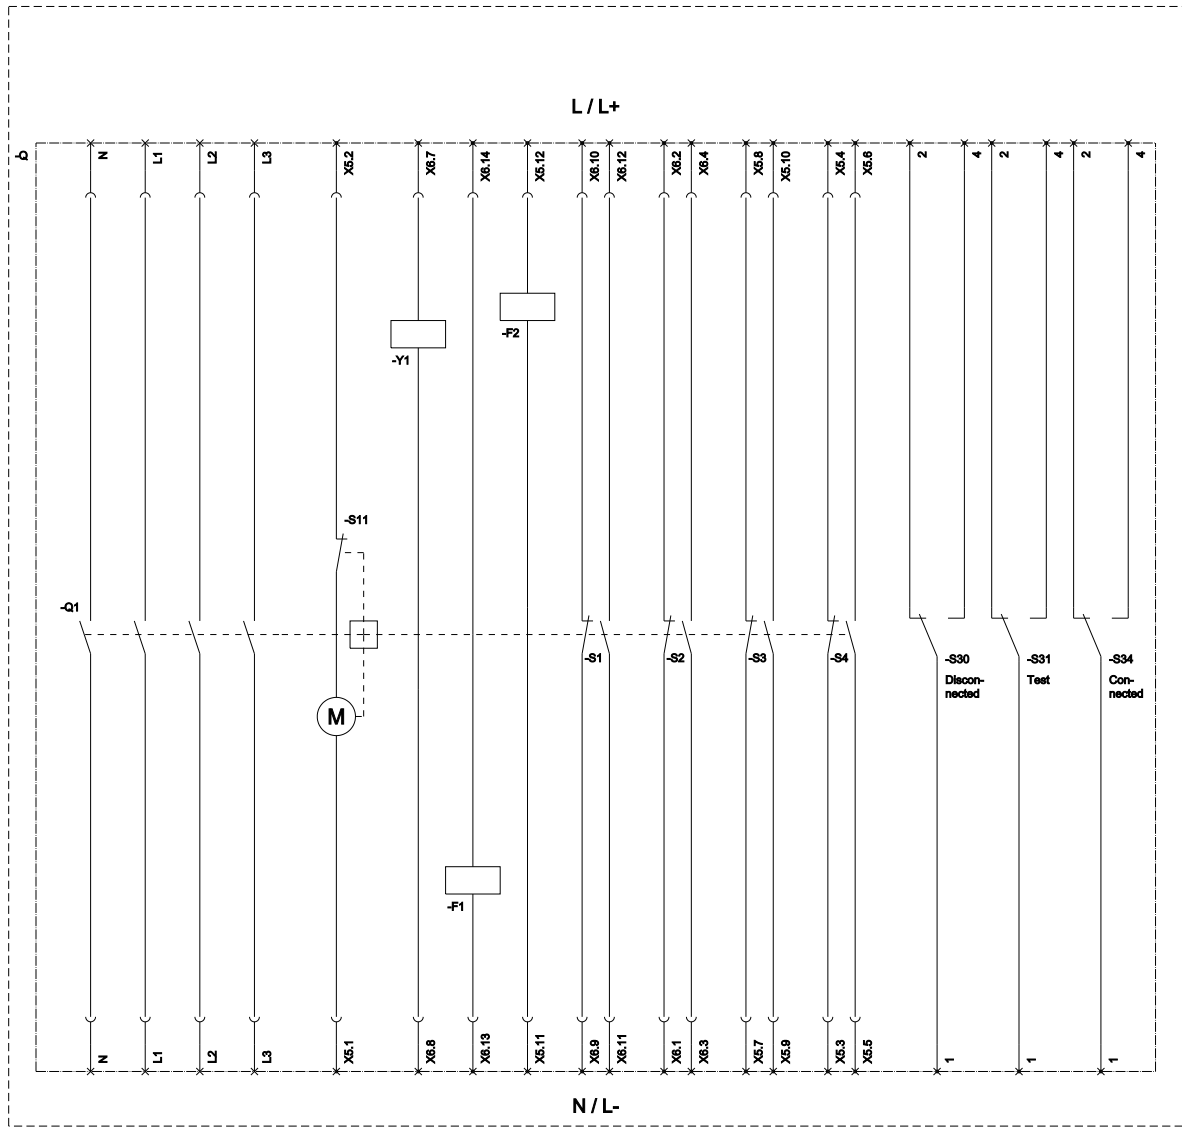 L / L+
-Q
N
L1
L2
L3
X5.2
X6.7
X6.14
X5.12
X6.10
X6.12
X6.2
X6.4
X5.8
X5.10
X5.4
X5.6
2
4
2
4
2
4
-F2
-Y1
-S11
-Q1
-S1
-S2
-S3
-S4
-S30
Discon-
nected
-S31
Test
-S34
Con-
nected
M
-F1
N
L1
L2
L3
X5.1
X6.8
X6.13
X5.11
X6.9
X6.11
X6.1
X6.3
X5.7
X5.9
X5.3
X5.5
1
1
1
N / L-